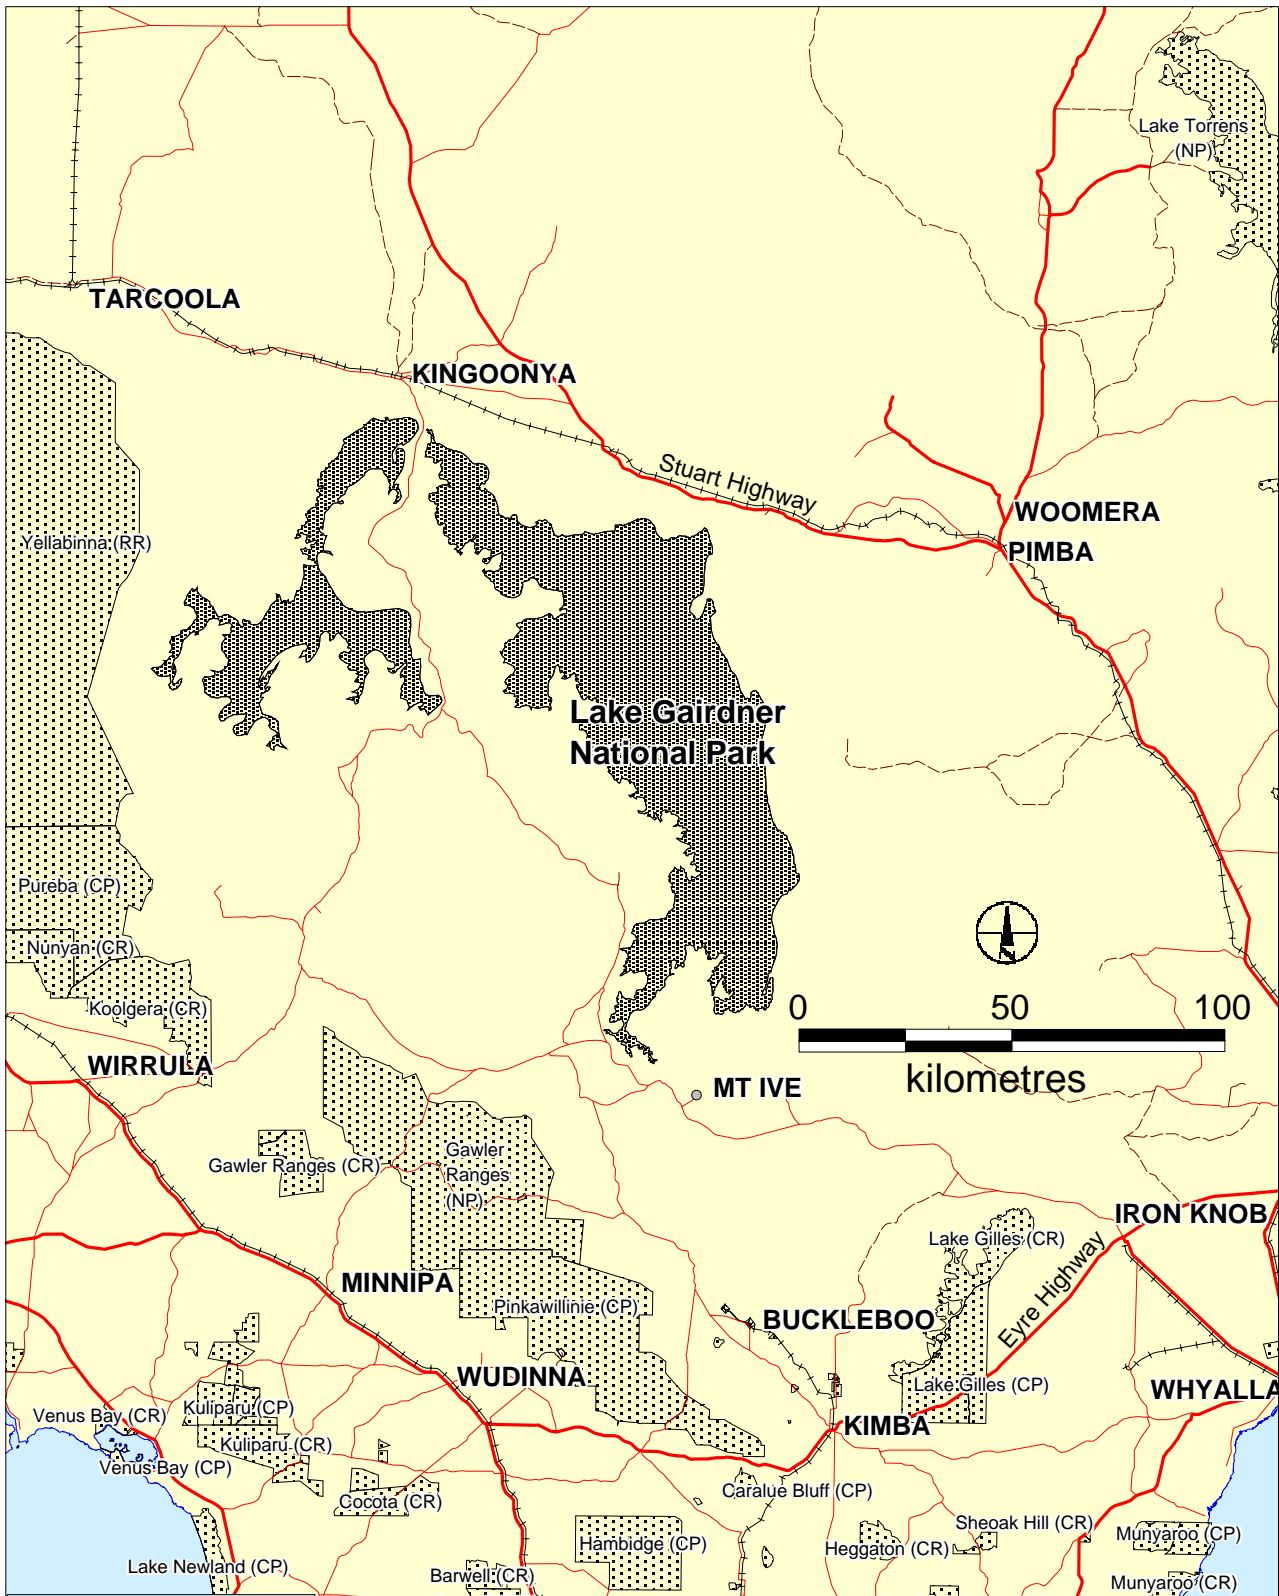 Lake Torrens
(NP)
TARCOOLA
KINGOONYA
Stuart Highway
WOOMERA
Yellabinna (RR)
PIMBA
Lake Gairdner
National Park
Pureba (CP)
Nunyan (CR)
Koolgera (CR)
N
0 50 100
kilometres
WIRRULA
MT IVE
Gawler Ranges (CR)
Gawler
Ranges
(NP)
IRON KNOB
Lake Gilles (CR)
Eyre Highway
MINNIPA
Pinkawillinie (CP)
BUCKLEBOO
WUDINNA
Lake Gilles (CP)
WHYALLA
Kuliparu (CP)
Venus Bay (CR)
KIMBA
Kuliparu (CR)
Venus Bay (CP)
Caralue Bluff (CP)
Cocota (CR)
Sheoak Hill (CR)
Munyaroo (CP)
Hambidge (CP)
Heggaton (CR)
Lake Newland (CP)
Barwell (CR)
Munyaroo (CR)